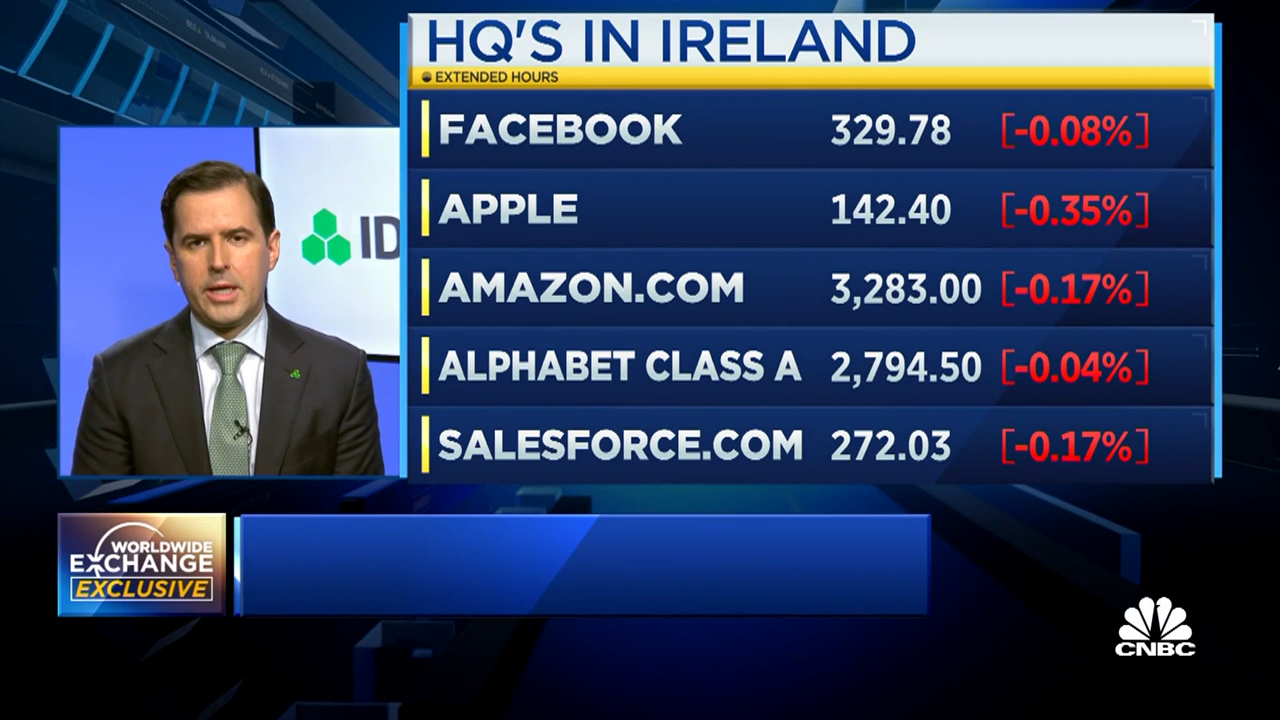 HQ'S IN IRELAND
EXTENDED HOURS
FACEBOOK 329.78 [-0.08%]
APPLE 142.40 [-0.35%]
AMAZON.COM 3,283.00 [-0.17%]
ALPHABET CLASS A 2,794.50 [-0.04%]
SALESFORCE.COM 272.03 [-0.17%]
ID
WORLDWIDE
EXCHANGE
EXCLUSIVE
CNBC